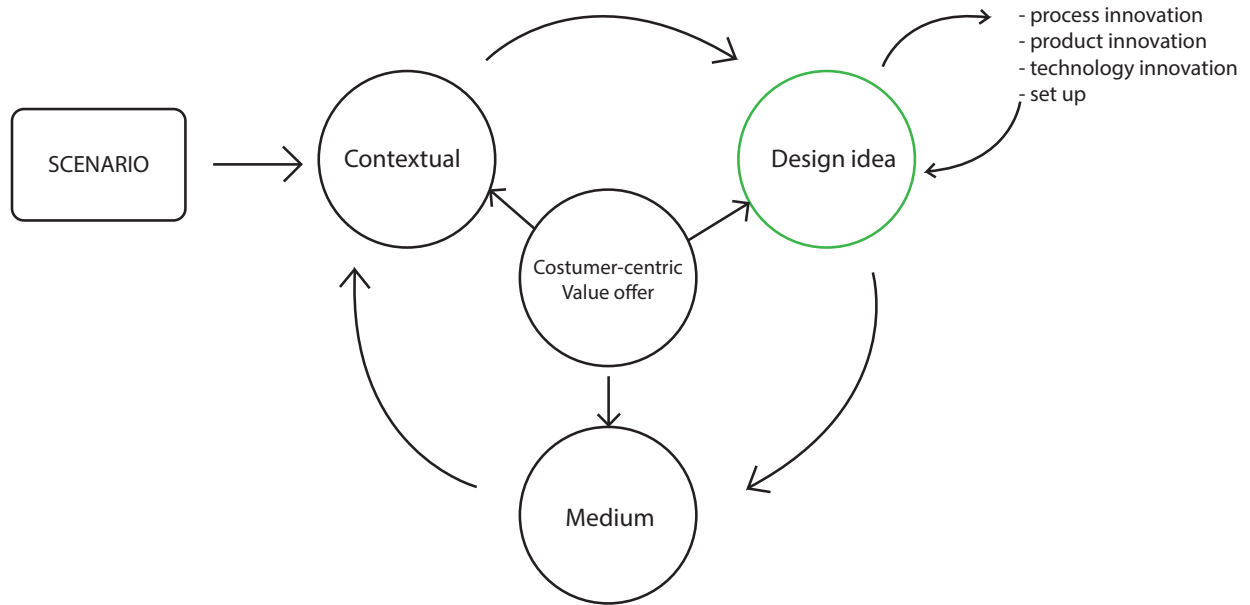 SCENARIO
Contextual
Design idea
- process innovation
- product innovation
- technology innovation
- set up
Costumer-centric
Value offer
Medium